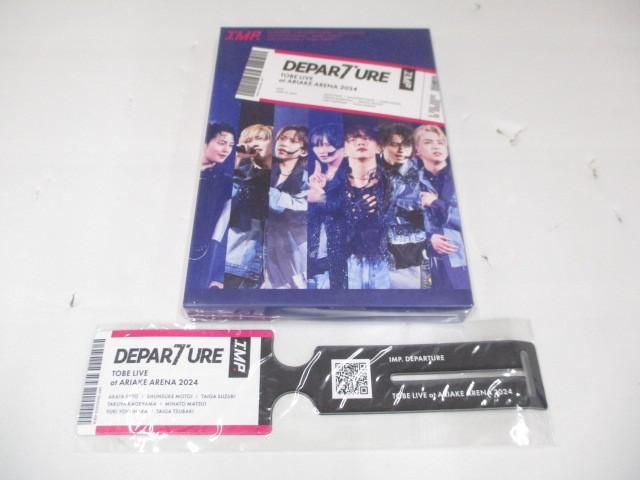 IMP.
DEPAR7URE
IMP.
TOBE LIVE
at ARIAKE ARENA 2024
DEPAR7URE
IMP.
TOBE LIVE
at ARIAKE ARENA 2024
ARATA SATO / SHUNSUKE MOTOI / TAIGA SUZUKI
TAKUYA KAGEYAMA / MINATO MATSUI
YUKI YOKOHARA / TAIGA TSUBAKI
IMP. DEPARTURE
TOBE LIVE at ARIAKE ARENA 2024